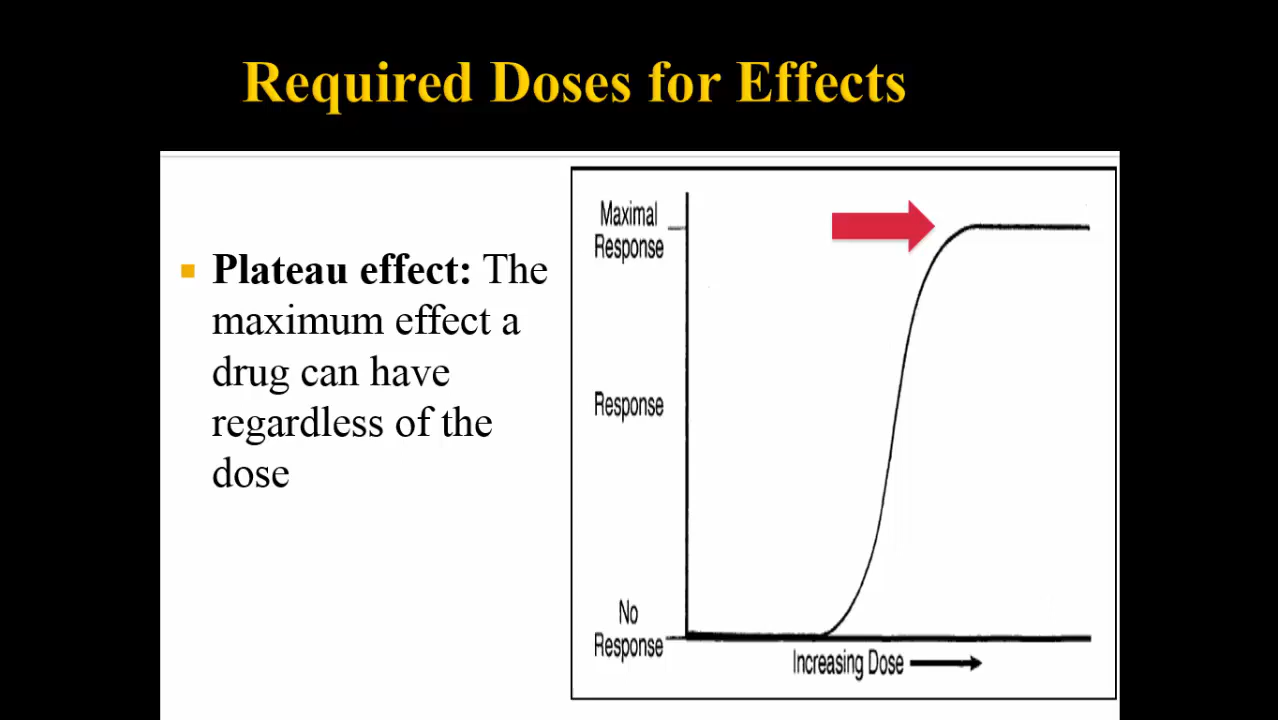 Required Doses for Effects
Plateau effect: The
maximum effect a
drug can have
regardless of the
dose
Maximal
Response
Response
No
Response
Increasing Dose